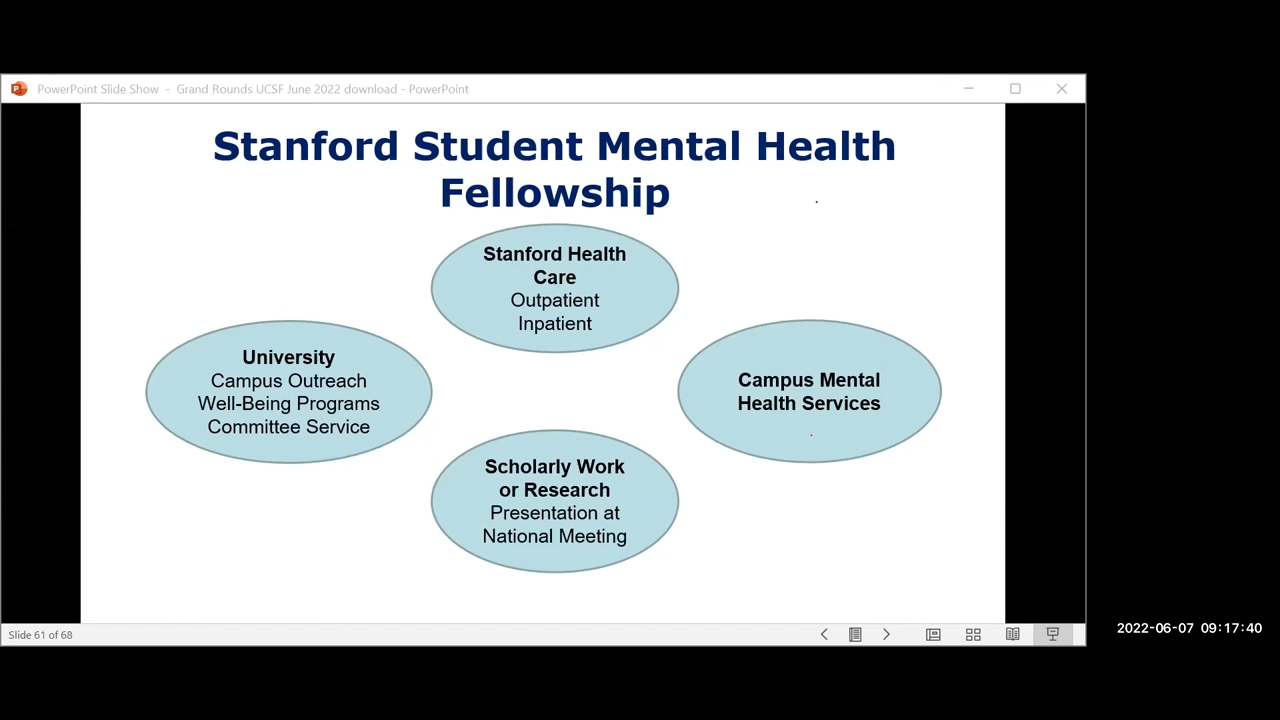 PowerPoint Slide Show - Grand Rounds UCSF June 2022 download - PowerPoint
Stanford Student Mental Health
Fellowship
Stanford Health
Care
Outpatient
Inpatient
University
Campus Outreach
Well-Being Programs
Committee Service
Campus Mental
Health Services
Scholarly Work
or Research
Presentation at
National Meeting
Slide 61 of 68
2022-06-07 09:17:40